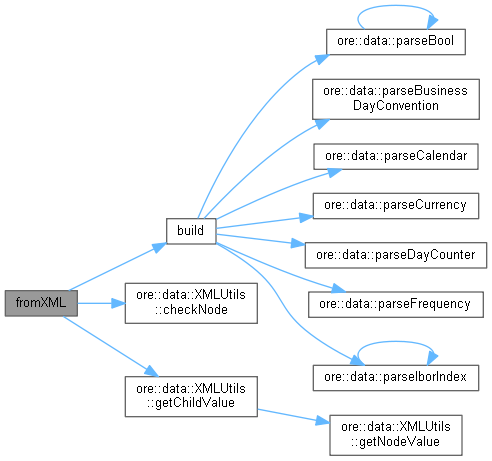 ore::data::parseBool
ore::data::parseBusiness
DayConvention
ore::data::parseCalendar
ore::data::parseCurrency
build
ore::data::parseDayCounter
fromXML
ore::data::XMLUtils
::checkNode
ore::data::parseFrequency
ore::data::parseIborIndex
ore::data::XMLUtils
::getChildValue
ore::data::XMLUtils
::getNodeValue